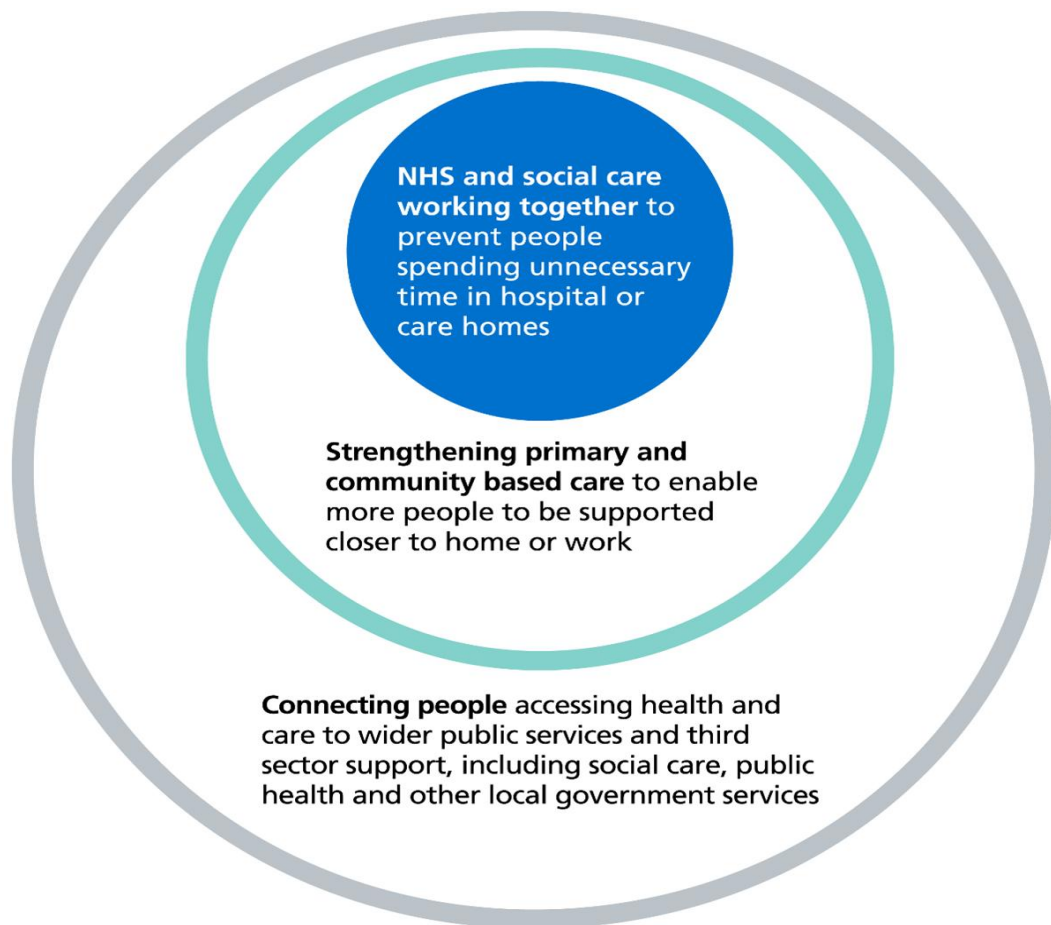 NHS and social care
working together to
prevent people
spending unnecessary
time in hospital or
care homes
Strengthening primary and
community based care to enable
more people to be supported
closer to home or work
Connecting people accessing health and
care to wider public services and third
sector support, including social care, public
health and other local government services